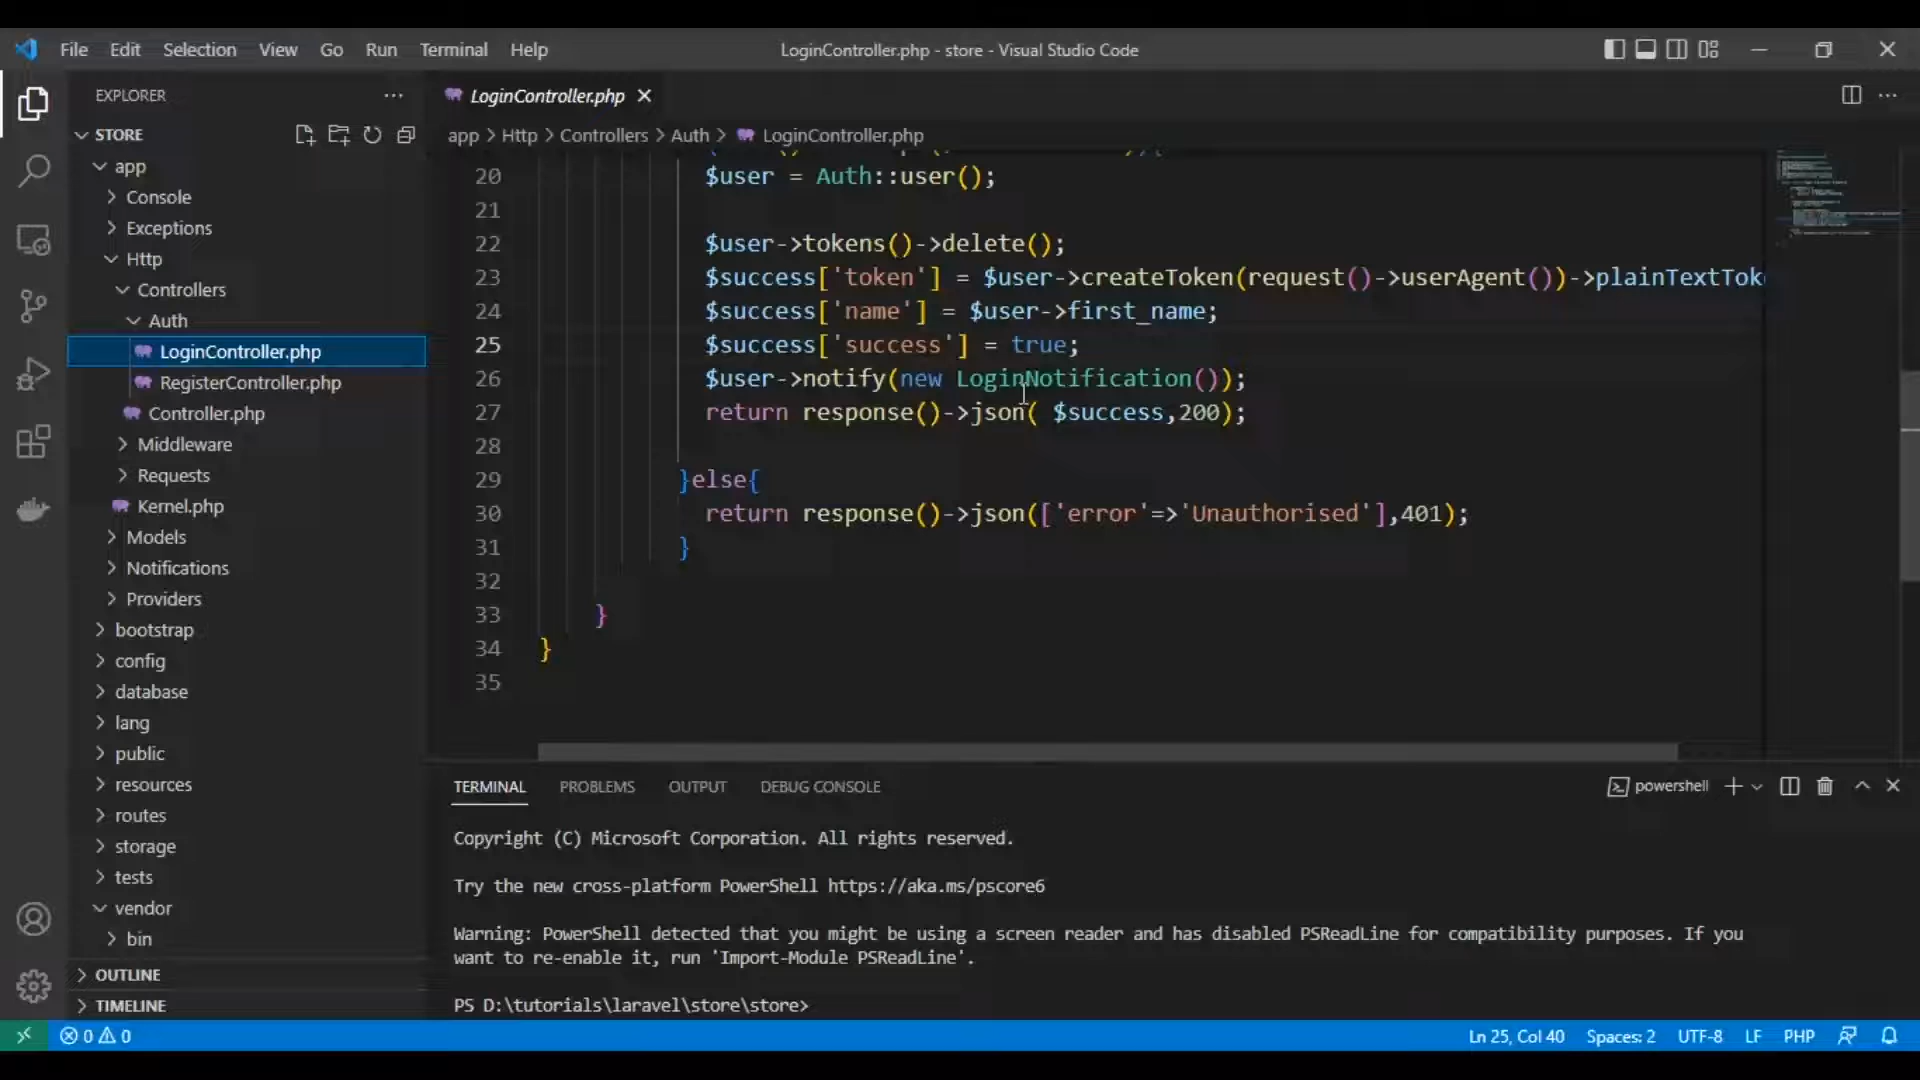 File Edit Selection View Go Run Terminal Help
LoginController.php - store - Visual Studio Code
EXPLORER
STORE
app
Console
Exceptions
Http
Controllers
Auth
LoginController.php
RegisterController.php
Controller.php
Middleware
Requests
Kernel.php
Models
Notifications
Providers
bootstrap
config
database
lang
public
resources
routes
storage
tests
vendor
bin
OUTLINE
TIMELINE
LoginController.php
app > Http > Controllers > Auth > LoginController.php
20 $user = Auth::user();
21
22 $user->tokens()->delete();
23 $success['token'] = $user->createToken(request()->userAgent())->plainTextTok
24 $success['name'] = $user->first_name;
25 $success['success'] = true;
26 $user->notify(new LoginNotification());
27 return response()->json( $success,200);
28
29 }else{
30 return response()->json(['error'=>'Unauthorised'],401);
31 }
32
33 }
34 }
35
TERMINAL PROBLEMS OUTPUT DEBUG CONSOLE
powershell
Copyright (C) Microsoft Corporation. All rights reserved.
Try the new cross-platform PowerShell https://aka.ms/pscore6
Warning: PowerShell detected that you might be using a screen reader and has disabled PSReadLine for compatibility purposes. If you
want to re-enable it, run 'Import-Module PSReadLine'.
PS D:\tutorials\laravel\store\store>
0 0
Ln 25, Col 40 Spaces: 2 UTF-8 LF PHP